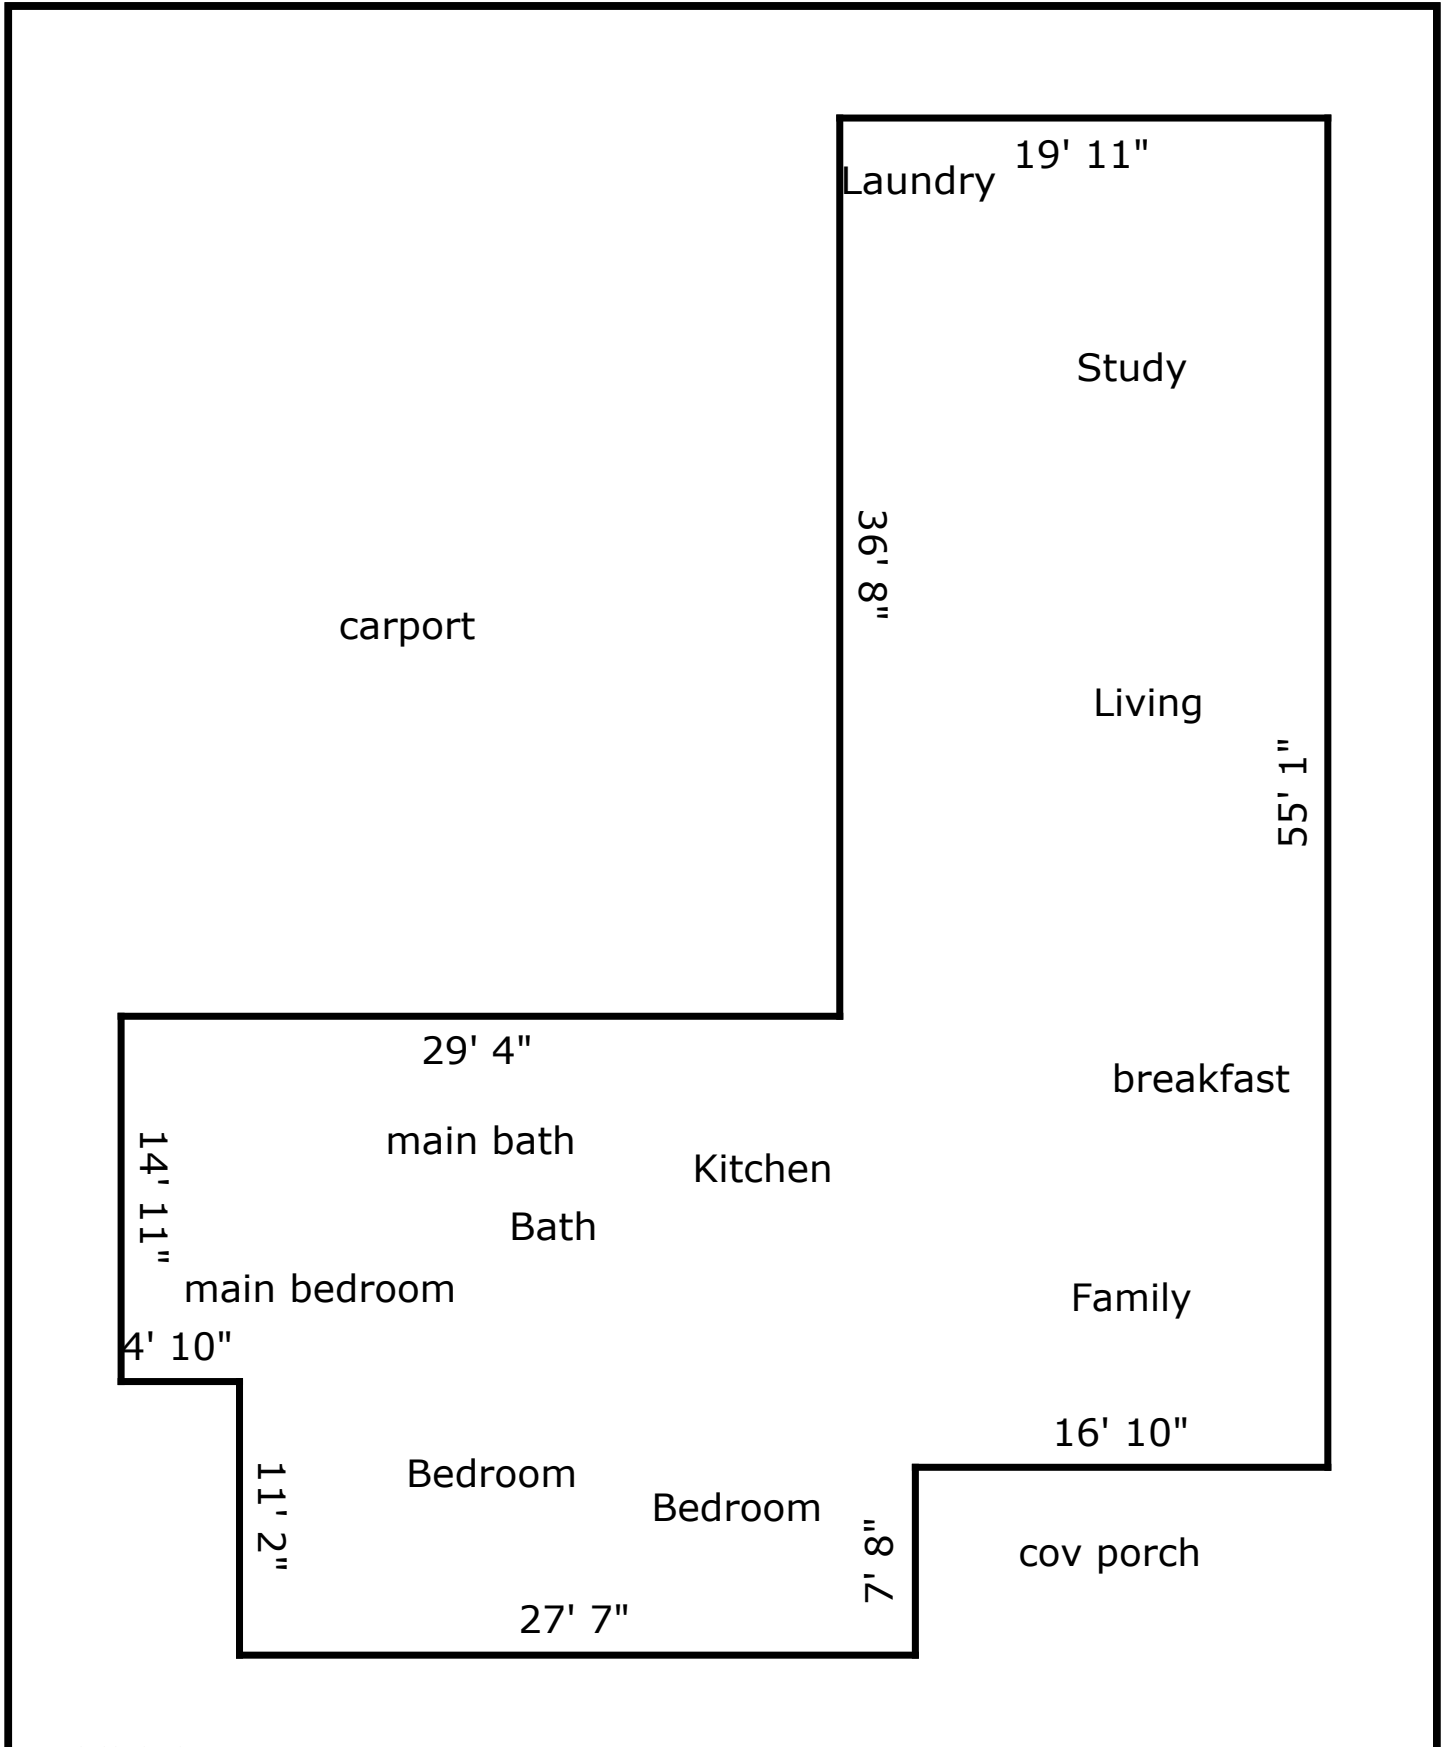 19' 11"
Laundry
Study
36' 8"
carport
Living
55' 1"
29' 4"
breakfast
main bath
Kitchen
14' 11"
Bath
main bedroom
Family
4' 10"
16' 10"
Bedroom
Bedroom
11' 2"
7' 8"
cov porch
27' 7"